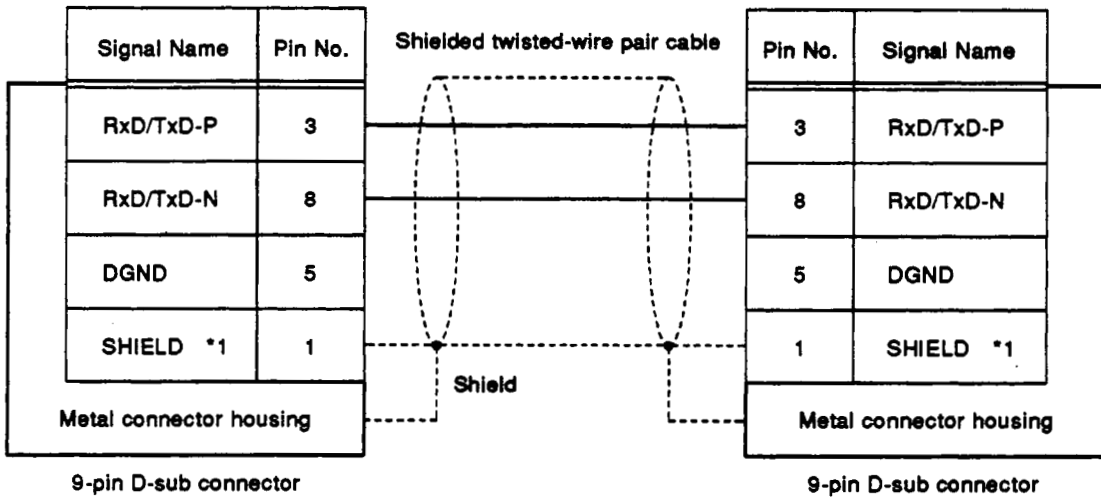 Signal Name Pin No. Shielded twisted-wire pair cable Pin No. Signal Name
RxD/TxD-P 3 3 RxD/TxD-P
RxD/TxD-N 8 8 RxD/TxD-N
DGND 5 5 DGND
SHIELD *1 1 1 SHIELD *1
Shield
Metal connector housing Metal connector housing
9-pin D-sub connector 9-pin D-sub connector